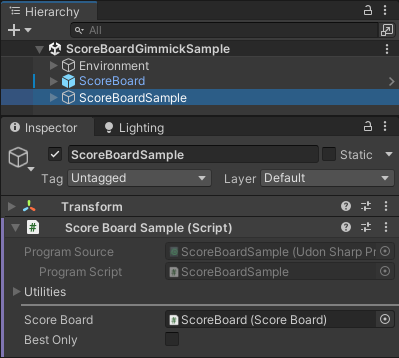 Hierarchy
All
ScoreBoardGimmickSample
Environment
ScoreBoard
ScoreBoardSample
Inspector Lighting
ScoreBoardSample Static
Tag Untagged Layer Default
Transform
# Score Board Sample (Script)
Program Source ScoreBoardSample (Udon Sharp Pr
Program Script ScoreBoardSample
Utilities
Score Board ScoreBoard (Score Board)
Best Only